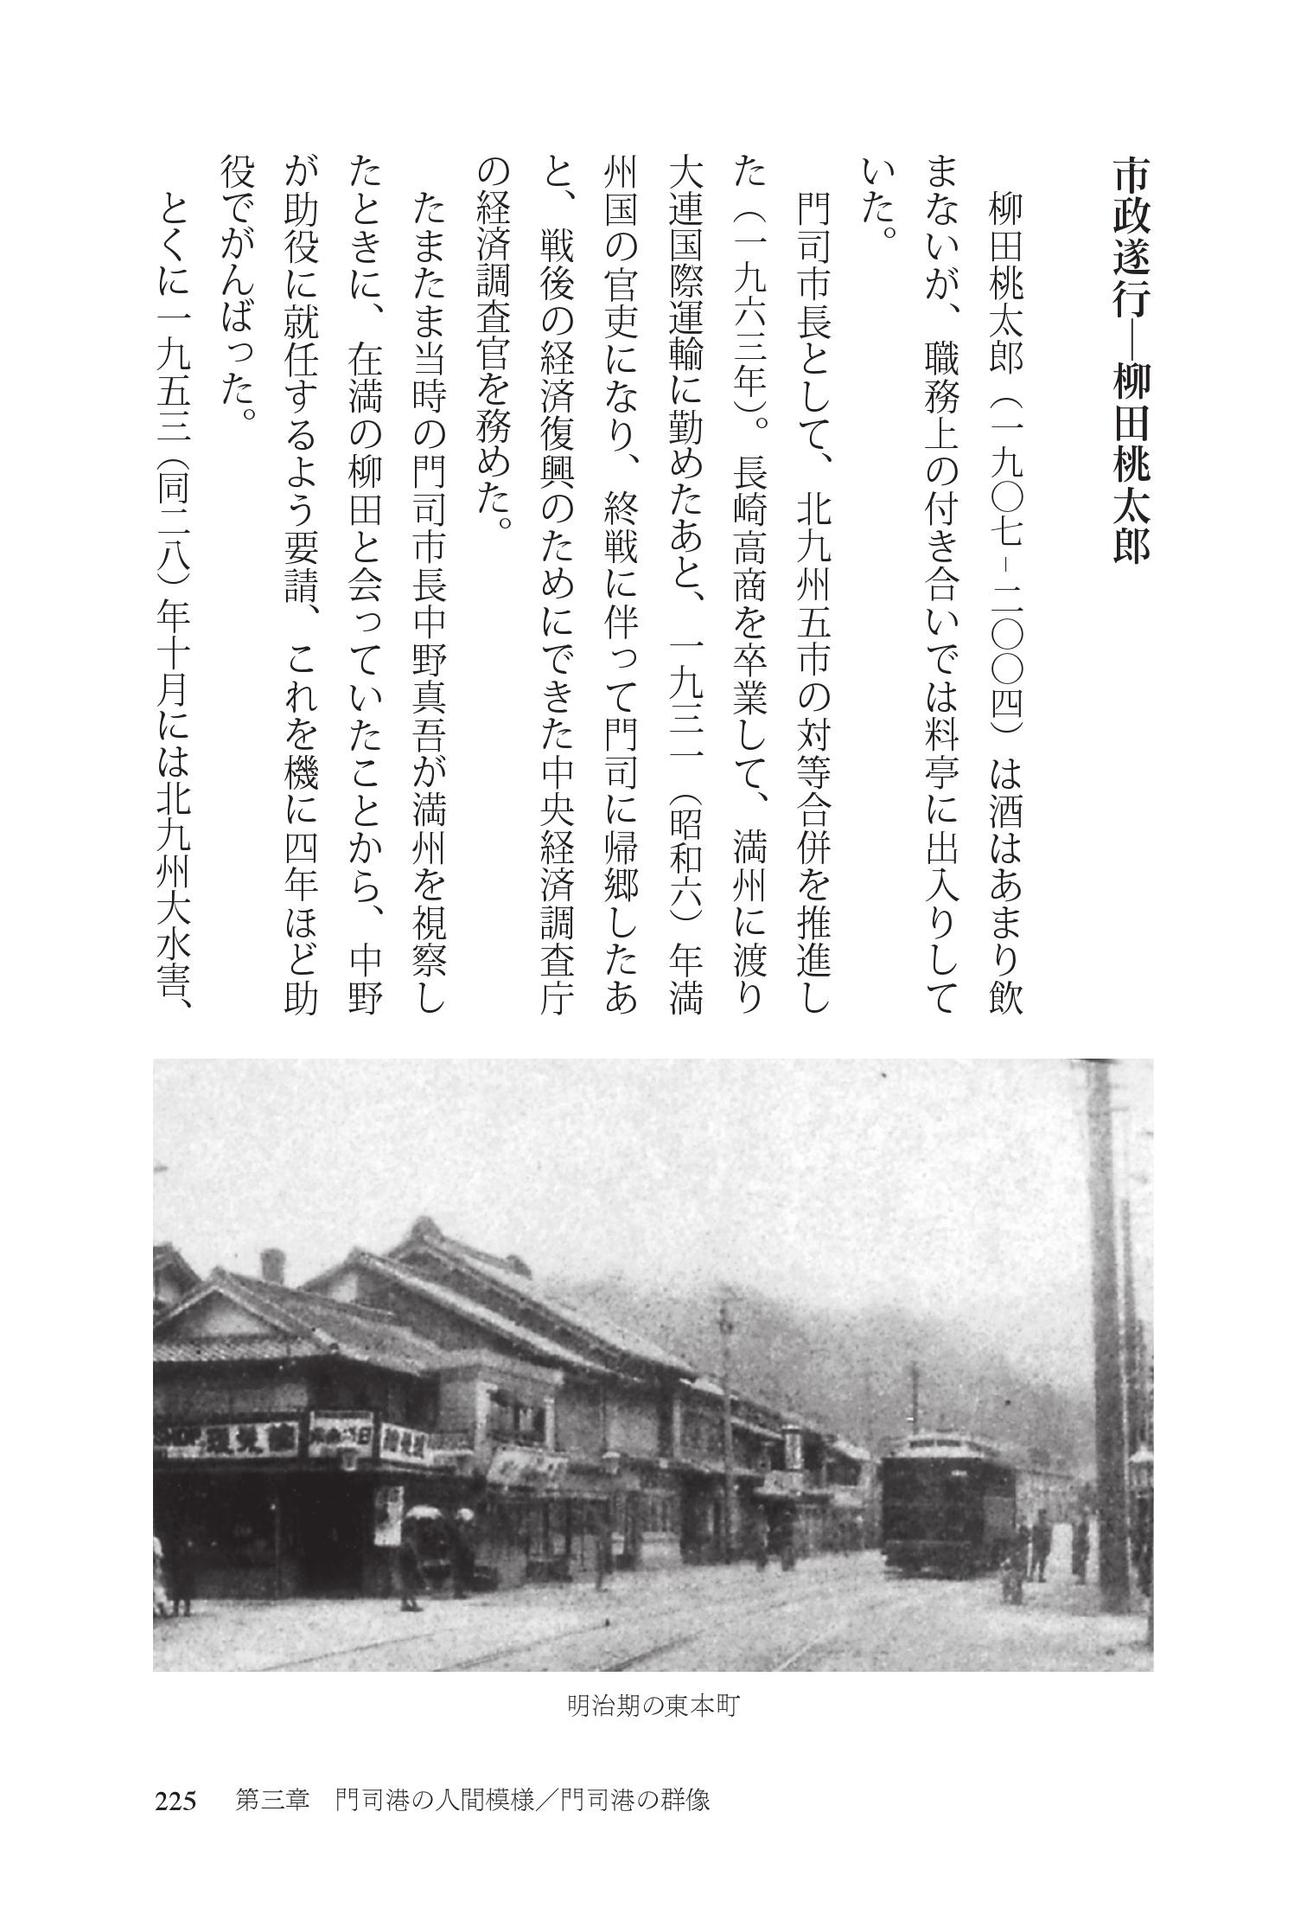 市政遂行―柳田桃太郎
柳田桃太郎（一九〇七－二〇〇四）は酒はあまり飲
まないが、職務上の付き合いでは料亭に出入りして
いた。
門司市長として、北九州五市の対等合併を推進し
た（一九六三年）。長崎高商を卒業して、満州に渡り
大連国際運輸に勤めたあと、一九三一（昭和六）年満
州国の官吏になり、終戦に伴って門司に帰郷したあ
と、戦後の経済復興のためにできた中央経済調査庁
の経済調査官を務めた。
たまたま当時の門司市長中野真吾が満州を視察し
たときに、在満の柳田と会っていたことから、中野
が助役に就任するよう要請、これを機に四年ほど助
役でがんばった。
とくに一九五三（同二八）年十月には北九州大水害、
明治期の東本町
225 第三章　門司港の人間模様／門司港の群像